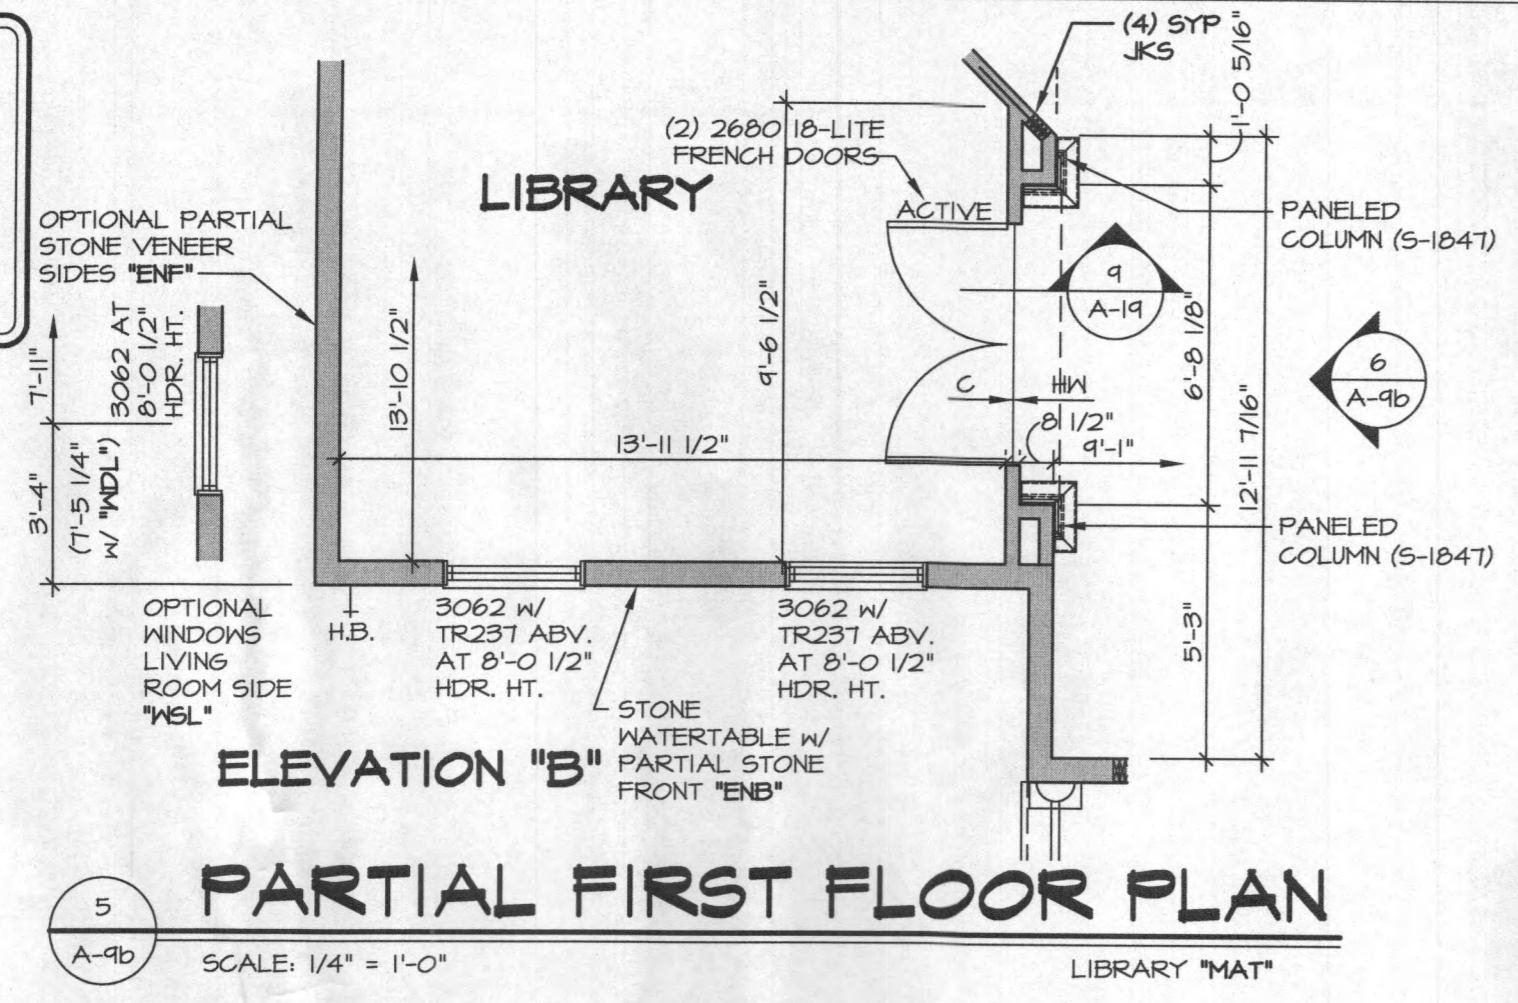 (4) SYP
JKS
1'-0 5/16"
(2) 2680 18-LITE
FRENCH DOORS
LIBRARY
ACTIVE
OPTIONAL PARTIAL
STONE VENEER
SIDES "ENF"
PANELED
COLUMN (S-1847)
9
A-19
3062 AT
8'-0 1/2"
HDR. HT.
7'-11"
13'-10 1/2"
9'-6 1/2"
6'-8 1/8"
6
A-9b
C
HW
8 1/2"
9'-1"
13'-11 1/2"
12'-11 7/16"
3'-4"
(7'-5 1/4"
W/ "WDL")
PANELED
COLUMN (S-1847)
OPTIONAL
WINDOWS
LIVING
ROOM SIDE
"WSL"
H.B.
3062 W/
TR237 ABV.
AT 8'-0 1/2"
HDR. HT.
3062 W/
TR237 ABV.
AT 8'-0 1/2"
HDR. HT.
5'-3"
STONE
WATERTABLE W/
PARTIAL STONE
FRONT "ENB"
ELEVATION "B"
5
A-9b
PARTIAL FIRST FLOOR PLAN
SCALE: 1/4" = 1'-0"
LIBRARY "MAT"